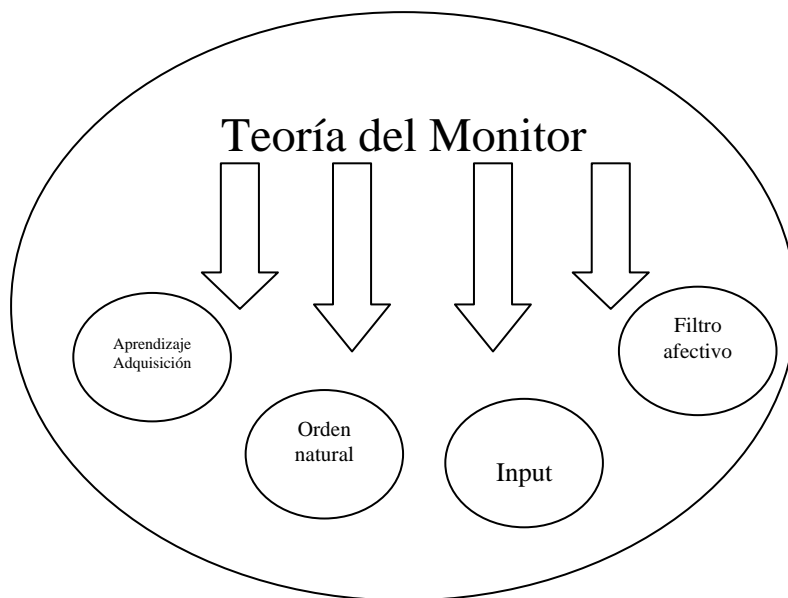 Teoría del Monitor
Aprendizaje
Adquisición
Orden
natural
Input
Filtro
afectivo